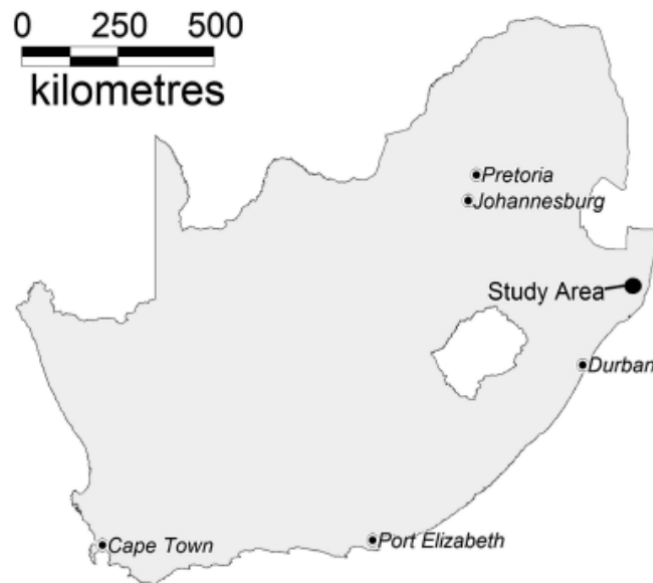 0 250 500
kilometres
Pretoria
Johannesburg
Study Area
Durban
Cape Town
Port Elizabeth